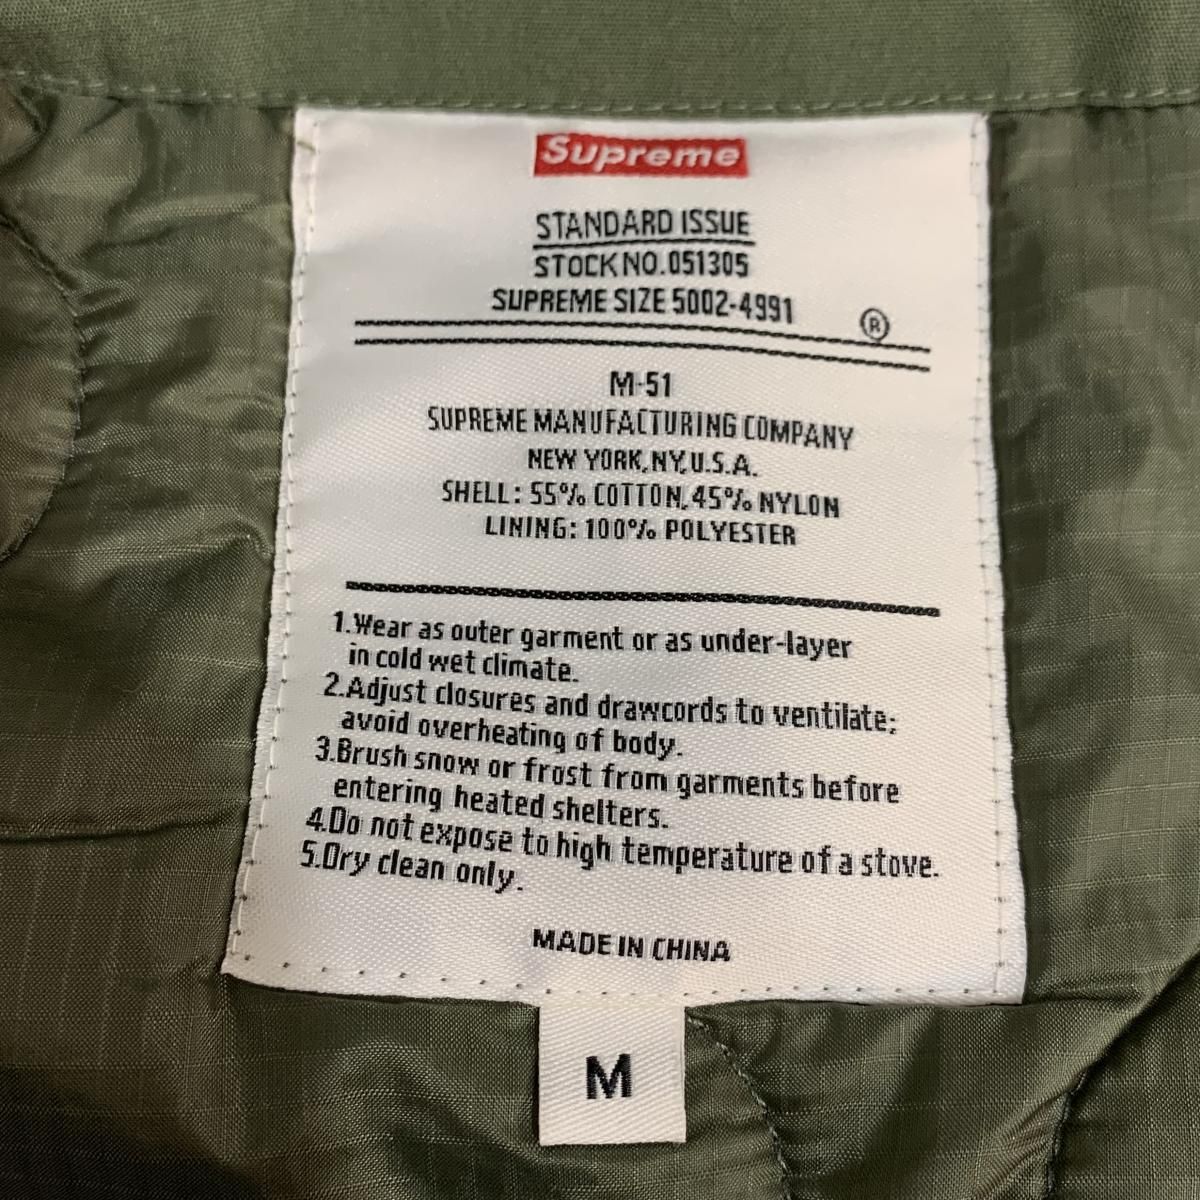 Supreme
STANDARD ISSUE
STOCK NO.051305
SUPREME SIZE 5002-4991
®
M-51
SUPREME MANUFACTURING COMPANY
NEW YORK,NY,U.S.A.
SHELL: 55% COTTON,45% NYLON
LINING: 100% POLYESTER
1.Wear as outer garment or as under-layer
in cold wet climate.
2.Adjust closures and drawcords to ventilate;
avoid overheating of body.
3.Brush snow or frost from garments before
entering heated shelters.
4.Do not expose to high temperature of a stove.
5.Dry clean only.
MADE IN CHINA
M